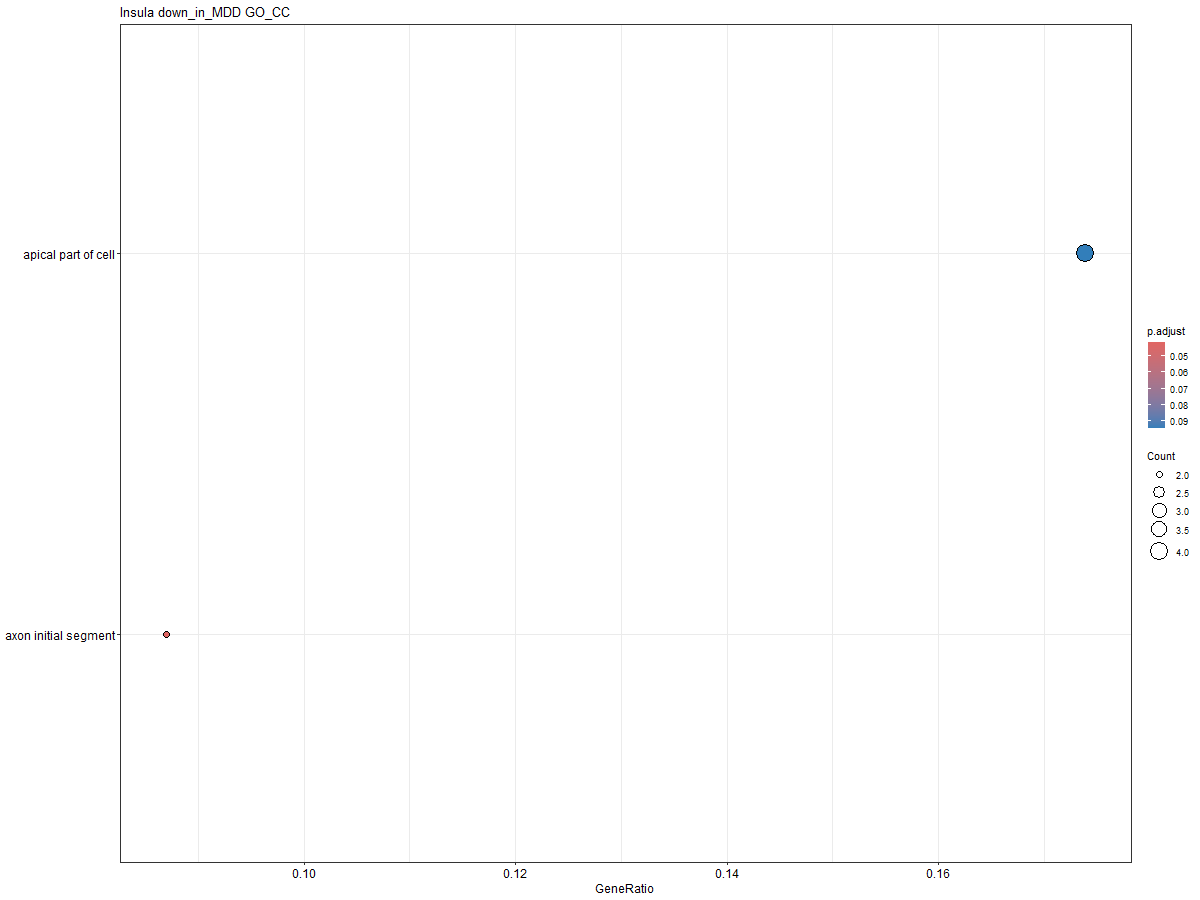 Insula down_in_MDD GO_CC
apical part of cell
axon initial segment
0.10
0.12
0.14
0.16
GeneRatio
p.adjust
0.05
0.06
0.07
0.08
0.09
Count
2.0
2.5
3.0
3.5
4.0